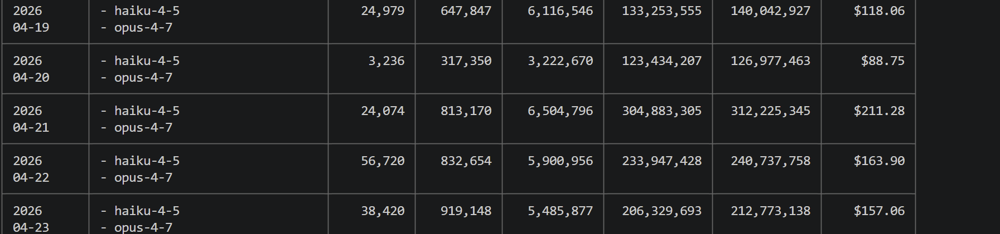 2026 - haiku-4-5 24,979 647,847 6,116,546 133,253,555 140,042,927 $118.06
04-19 - opus-4-7
2026 - haiku-4-5 3,236 317,350 3,222,670 123,434,207 126,977,463 $88.75
04-20 - opus-4-7
2026 - haiku-4-5 24,074 813,170 6,504,796 304,883,305 312,225,345 $211.28
04-21 - opus-4-7
2026 - haiku-4-5 56,720 832,654 5,900,956 233,947,428 240,737,758 $163.90
04-22 - opus-4-7
2026 - haiku-4-5 38,420 919,148 5,485,877 206,329,693 212,773,138 $157.06
04-23 - opus-4-7